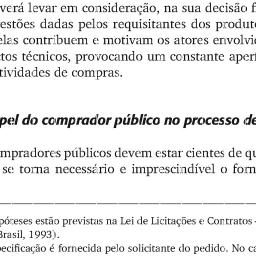 verá levar em consideração, na sua decisão f
estões dadas pelos requisitantes dos produt
elas contribuem e motivam os atores envolvi
tos técnicos, provocando um constante aper
tividades de compras.
pel do comprador público no processo de
mpradores públicos devem estar cientes de qu
se torna necessário e imprescindível o forn
póteses estão previstas na Lei de Licitações e Contratos
Brasil, 1993).
pecificação é fornecida pelo solicitante do pedido. No ca